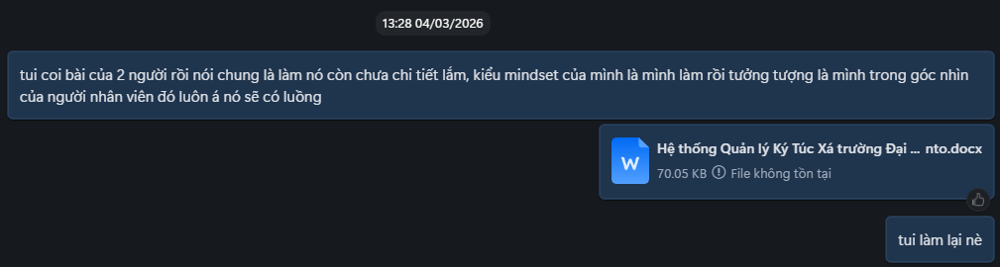 13:28 04/03/2026
tui coi bài của 2 người rồi nói chung là làm nó còn chưa chi tiết lắm, kiểu mindset của mình là mình làm rồi tưởng tượng là mình trong góc nhìn
của người nhân viên đó luôn á nó sẽ có luồng
Hệ thống Quản lý Ký Túc Xá trường Đại ... nto.docx
W
70.05 KB File không tồn tại
tui làm lại nè